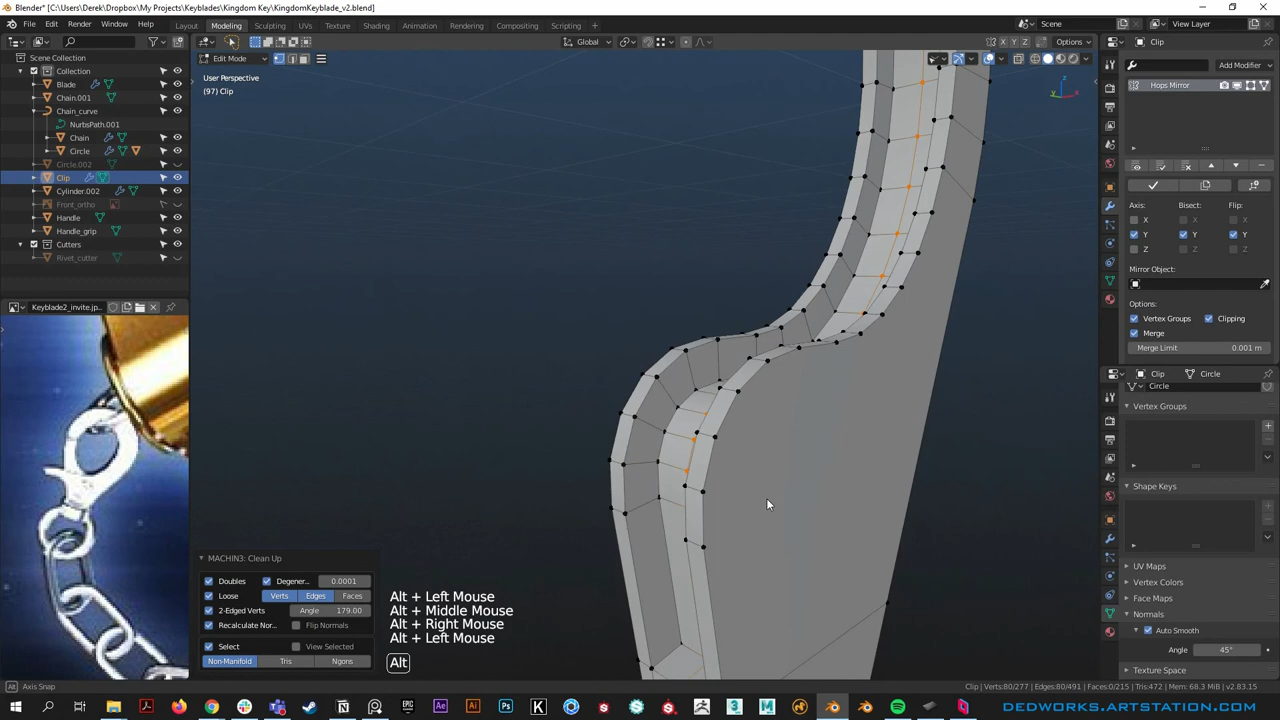 Blender* [C:\Users\Derek\Dropbox\My Projects\Keyblades\Kingdom Key\KingdomKeyblade_v2.blend]
File Edit Render Window Help Layout Modeling Sculpting UVs Texture Shading Animation Rendering Compositing Scripting Scene View Layer
Global X Y Z Options Clip
Scene Collection
Edit Mode
Add Modifier
Collection
User Perspective
(97) Clip
Blade
Hops Mirror
Chain.001
Chain_curve
NurbsPath.001
Chain
Circle
Circle.002
Clip
Cylinder.002
Front_ortho
Handle
Handle_grip
Cutters
Rivet_cutter
Axis: Bisect: Flip:
X X X
Y Y Y
Z Z Z
Mirror Object:
Options:
Vertex Groups Clipping
Merge
Merge Limit 0.001 m
Keyblade2_invite.jp..
Clip Circle
Circle
Vertex Groups
Shape Keys
UV Maps
Vertex Colors
Face Maps
Normals
Auto Smooth
Angle 45°
Texture Space
MACHIN3: Clean Up
Doubles Degener... 0.0001
Loose Verts Edges Faces
2-Edged Verts Angle 179.00
Recalculate Nor... Flip Normals
Select View Selected
Non-Manifold Tris Ngons
Alt + Left Mouse
Alt + Middle Mouse
Alt + Right Mouse
Alt + Left Mouse
Alt
Axis Snap
Clip | Verts:80/277 | Edges:80/491 | Faces:0/215 | Tris:472 | Mem: 68.3 MiB | v2.83.15
DEDWORKS.ARTSTATION.COM